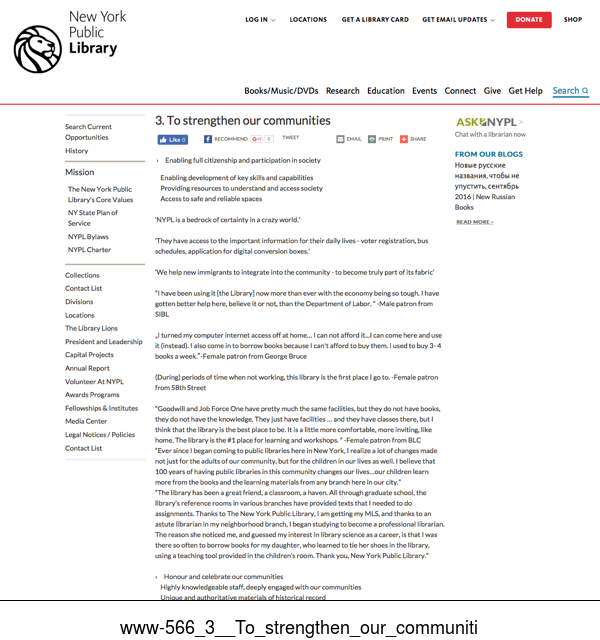 New York
Public
Library
LOG IN
LOCATIONS
GET A LIBRARY CARD
GET EMAIL UPDATES
DONATE
SHOP
Books/Music/DVDs Research Education Events Connect Give Get Help Search
Search Current
Opportunities
History
Mission
The New York Public
Library's Core Values
NY State Plan of
Service
NYPL Bylaws
NYPL Charter
Collections
Contact List
Divisions
Locations
The Library Lions
President and Leadership
Capital Projects
Annual Report
Volunteer At NYPL
Awards Programs
Fellowships & Institutes
Media Center
Legal Notices / Policies
Contact List
3. To strengthen our communities
Like 0
RECOMMEND
G+1 0
TWEET
EMAIL
PRINT
SHARE
› Enabling full citizenship and participation in society
Enabling development of key skills and capabilities
Providing resources to understand and access society
Access to safe and reliable spaces
'NYPL is a bedrock of certainty in a crazy world.'
'They have access to the important information for their daily lives - voter registration, bus
schedules, application for digital conversion boxes.'
'We help new immigrants to integrate into the community - to become truly part of its fabric'
"I have been using it [the Library] now more than ever with the economy being so tough. I have
gotten better help here, believe it or not, than the Department of Labor. " -Male patron from
SIBL
„I turned my computer internet access off at home… I can not afford it…I can come here and use
it (instead). I also come in to borrow books because I can't afford to buy them. I used to buy 3- 4
books a week."-Female patron from George Bruce
(During) periods of time when not working, this library is the first place I go to. -Female patron
from 58th Street
"Goodwill and Job Force One have pretty much the same facilities, but they do not have books,
they do not have the knowledge. They just have facilities … and they have classes there, but I
think that the library is the best place to be. It is a little more comfortable, more inviting, like
home. The library is the #1 place for learning and workshops. " -Female patron from BLC
"Ever since I began coming to public libraries here in New York, I realize a lot of changes made
not just for the adults of our community, but for the children in our lives as well. I believe that
100 years of having public libraries in this community changes our lives…our children learn
more from the books and the learning materials from any branch here in our city."
"The library has been a great friend, a classroom, a haven. All through graduate school, the
library's reference rooms in various branches have provided texts that I needed to do
assignments. Thanks to The New York Public Library, I am getting my MLS, and thanks to an
astute librarian in my neighborhood branch, I began studying to become a professional librarian.
The reason she noticed me, and guessed my interest in library science as a career, is that I was
there so often to borrow books for my daughter, who learned to tie her shoes in the library,
using a teaching tool provided in the children's room. Thank you, New York Public Library."
› Honour and celebrate our communities
Highly knowledgeable staff, deeply engaged with our communities
Unique and authoritative materials of historical record
ASK NYPL >
Chat with a librarian now
FROM OUR BLOGS
Новые русские
названия, чтобы не
упустить, сентябрь
2016 | New Russian
Books
READ MORE ›
www-566_3__To_strengthen_our_communiti